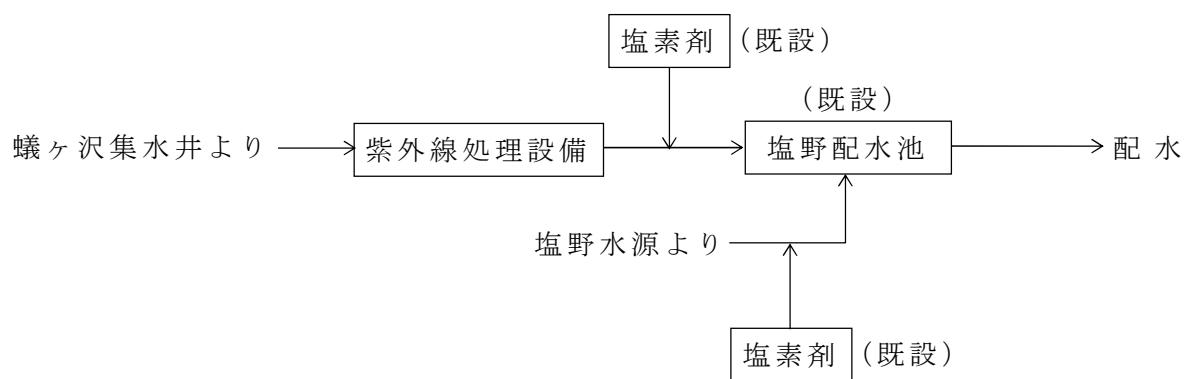 塩素剤 (既設)
(既設)
蟻ヶ沢集水井より 紫外線処理設備 塩野配水池 配水
塩野水源より
塩素剤 (既設)